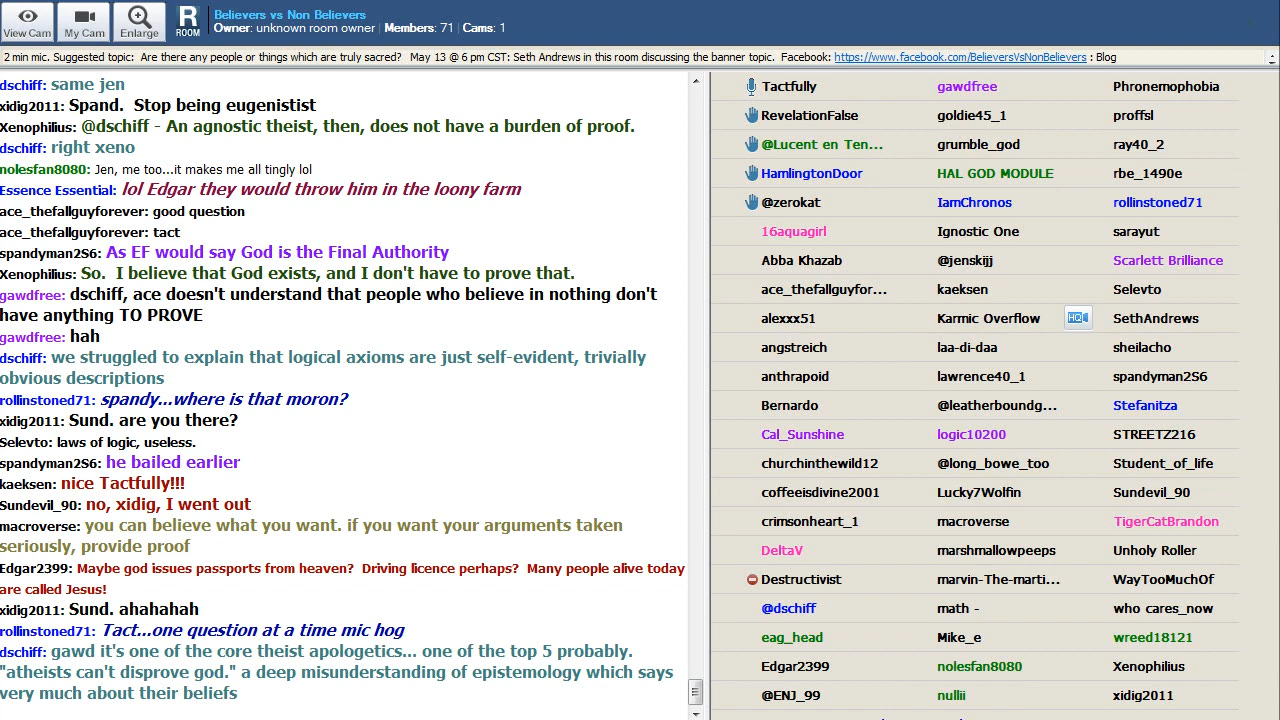 View Cam
My Cam
Enlarge
R
ROOM
Believers vs Non Believers
Owner: unknown room owner | Members: 71 | Cams: 1
2 min mic. Suggested topic: Are there any people or things which are truly sacred? May 13 @ 6 pm CST: Seth Andrews in this room discussing the banner topic. Facebook: https://www.facebook.com/BelieversVsNonBelievers : Blog
dschiff: same jen
xidig2011: Spand. Stop being eugenistist
Xenophilius: @dschiff - An agnostic theist, then, does not have a burden of proof.
dschiff: right xeno
nolesfan8080: Jen, me too...it makes me all tingly lol
Essence Essential: lol Edgar they would throw him in the loony farm
ace_thefallguyforever: good question
ace_thefallguyforever: tact
spandyman2S6: As EF would say God is the Final Authority
Xenophilius: So. I believe that God exists, and I don't have to prove that.
gawdfree: dschiff, ace doesn't understand that people who believe in nothing don't
have anything TO PROVE
gawdfree: hah
dschiff: we struggled to explain that logical axioms are just self-evident, trivially
obvious descriptions
rollinstoned71: spandy...where is that moron?
xidig2011: Sund. are you there?
Selevto: laws of logic, useless.
spandyman2S6: he bailed earlier
kaeksen: nice Tactfully!!!
Sundevil_90: no, xidig, I went out
macroverse: you can believe what you want. if you want your arguments taken
seriously, provide proof
Edgar2399: Maybe god issues passports from heaven? Driving licence perhaps? Many people alive today
are called Jesus!
xidig2011: Sund. ahahahah
rollinstoned71: Tact...one question at a time mic hog
dschiff: gawd it's one of the core theist apologetics... one of the top 5 probably.
"atheists can't disprove god." a deep misunderstanding of epistemology which says
very much about their beliefs
Tactfully gawdfree Phronemophobia
RevelationFalse goldie45_1 proffsl
@Lucent en Ten... grumble_god ray40_2
HamlingtonDoor HAL GOD MODULE rbe_1490e
@zerokat IamChronos rollinstoned71
16aquagirl Ignostic One sarayut
Abba Khazab @jenskijj Scarlett Brilliance
ace_thefallguyfor... kaeksen Selevto
alexxx51 Karmic Overflow HQ SethAndrews
angstreich laa-di-daa sheilacho
anthrapoid lawrence40_1 spandyman2S6
Bernardo @leatherboundg... Stefanitza
Cal_Sunshine logic10200 STREETZ216
churchinthewild12 @long_bowe_too Student_of_life
coffeeisdivine2001 Lucky7Wolfin Sundevil_90
crimsonheart_1 macroverse TigerCatBrandon
DeltaV marshmallowpeeps Unholy Roller
Destructivist marvin-The-marti... WayTooMuchOf
@dschiff math - who cares_now
eag_head Mike_e wreed18121
Edgar2399 nolesfan8080 Xenophilius
@ENJ_99 nullii xidig2011